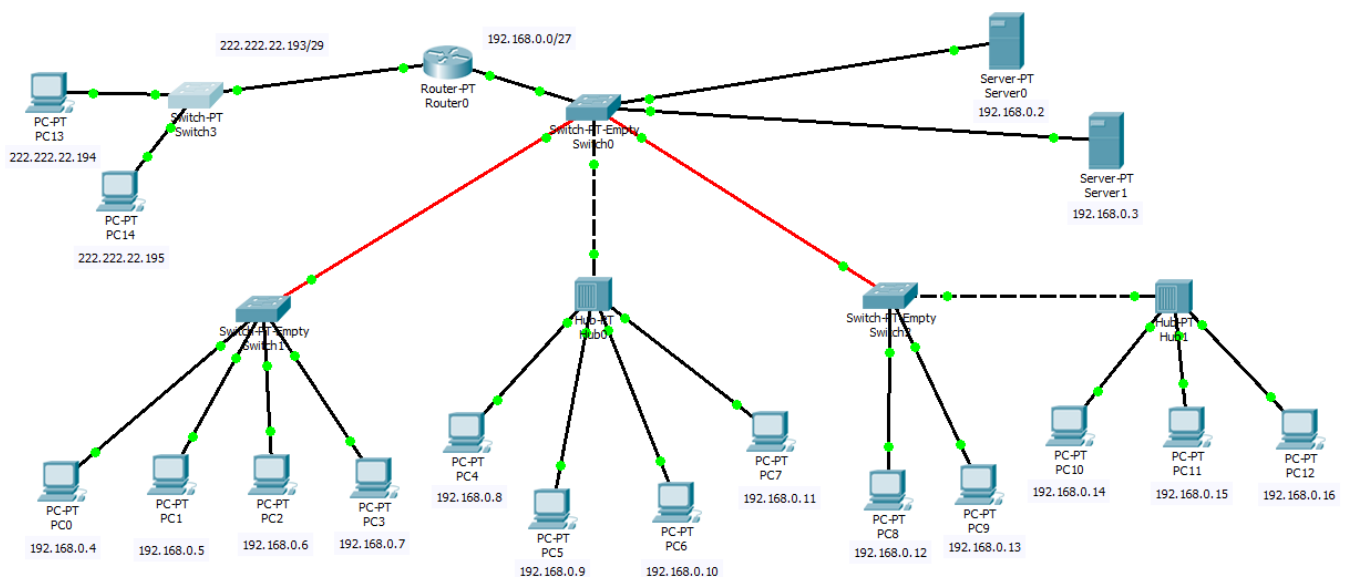 222.222.22.193/29
192.168.0.0/27
Router-PT
Router0
Server-PT
Server0
192.168.0.2
PC-PT
PC13
222.222.22.194
Switch-PT
Switch3
Switch-PT-Empty
Switch0
Server-PT
Server1
192.168.0.3
PC-PT
PC14
222.222.22.195
Switch-PT-Empty
Switch1
Hub-PT
Hub0
Switch-PT-Empty
Switch2
Hub-PT
Hub1
PC-PT
PC0
192.168.0.4
PC-PT
PC1
192.168.0.5
PC-PT
PC2
192.168.0.6
PC-PT
PC3
192.168.0.7
PC-PT
PC4
192.168.0.8
PC-PT
PC5
192.168.0.9
PC-PT
PC6
192.168.0.10
PC-PT
PC7
192.168.0.11
PC-PT
PC8
192.168.0.12
PC-PT
PC9
192.168.0.13
PC-PT
PC10
192.168.0.14
PC-PT
PC11
192.168.0.15
PC-PT
PC12
192.168.0.16